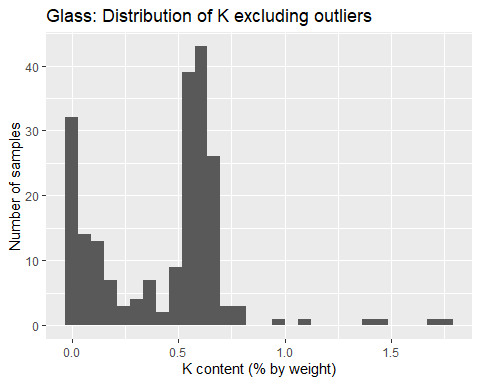 Glass: Distribution of K excluding outliers
40
30
20
10
0
Number of samples
0.0 0.5 1.0 1.5
K content (% by weight)